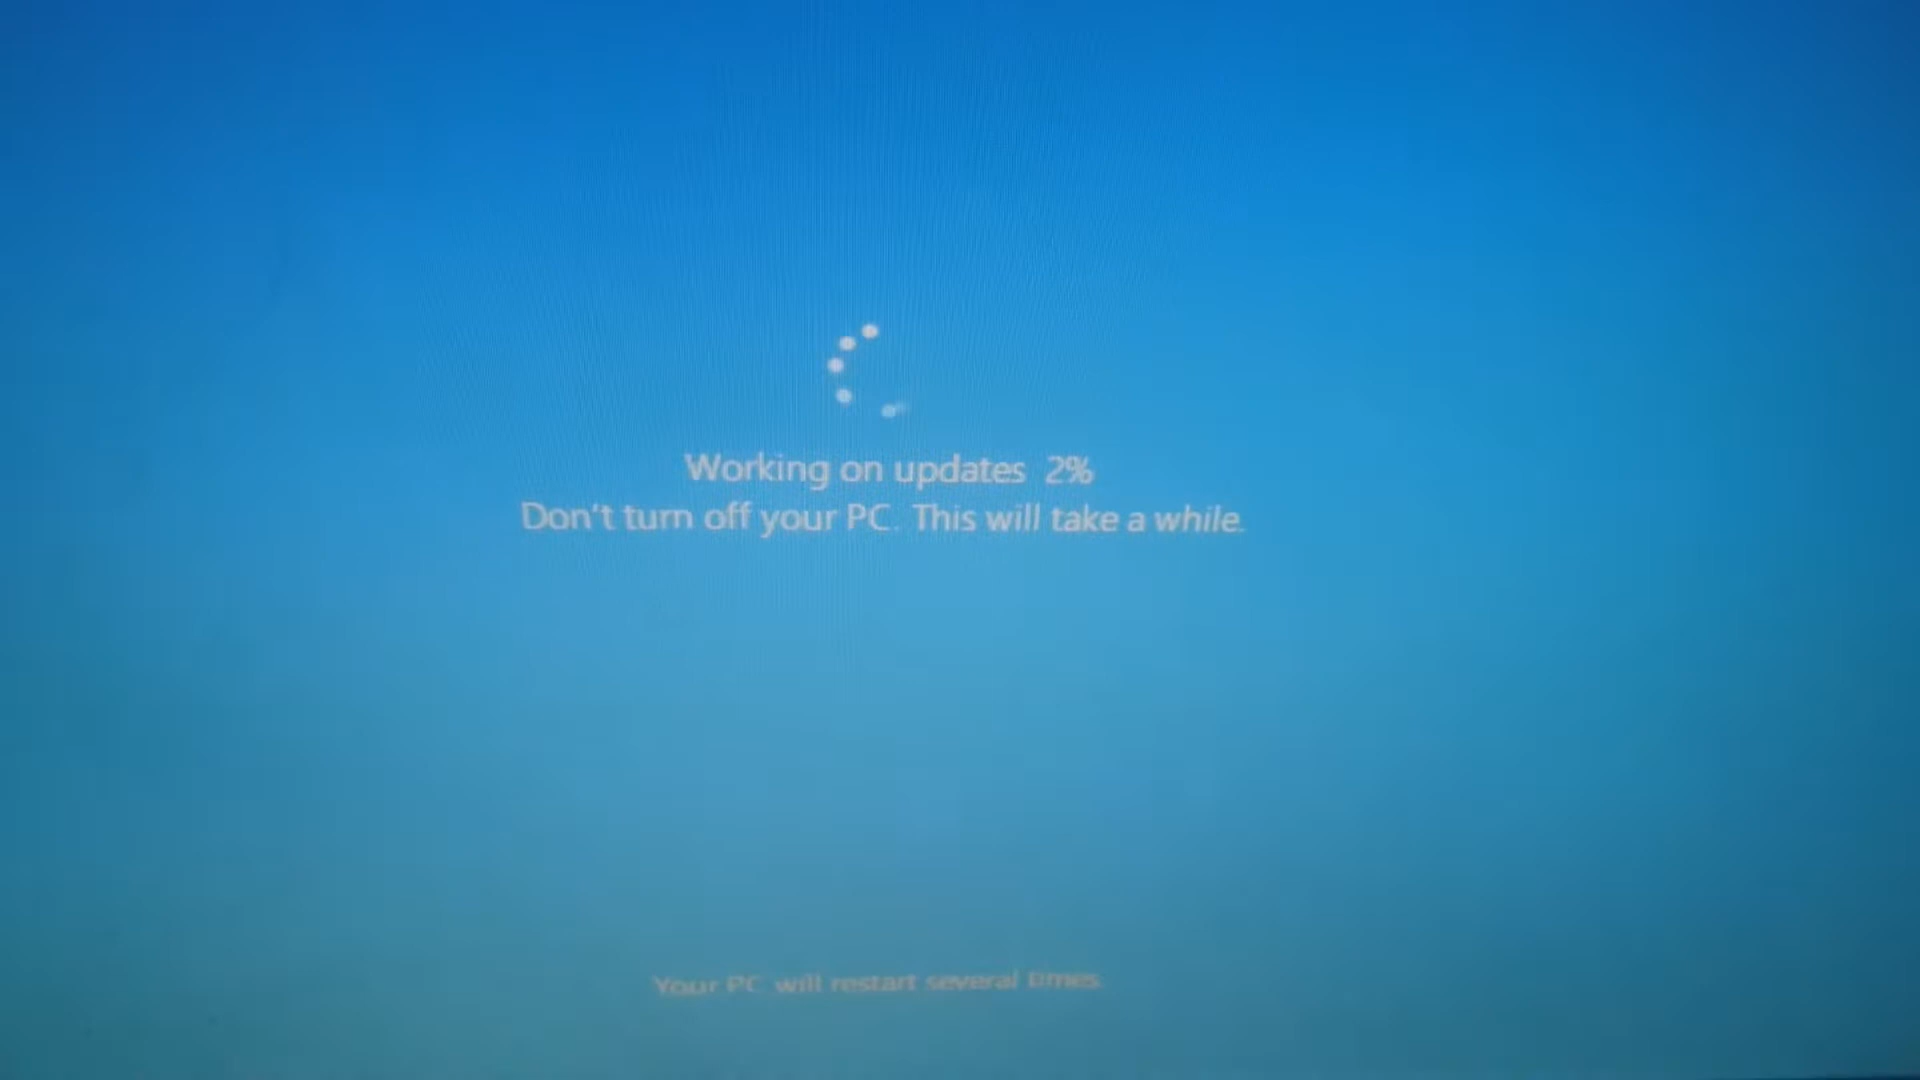 Working on updates 2%
Don't turn off your PC. This will take a while.
Your PC will restart several times